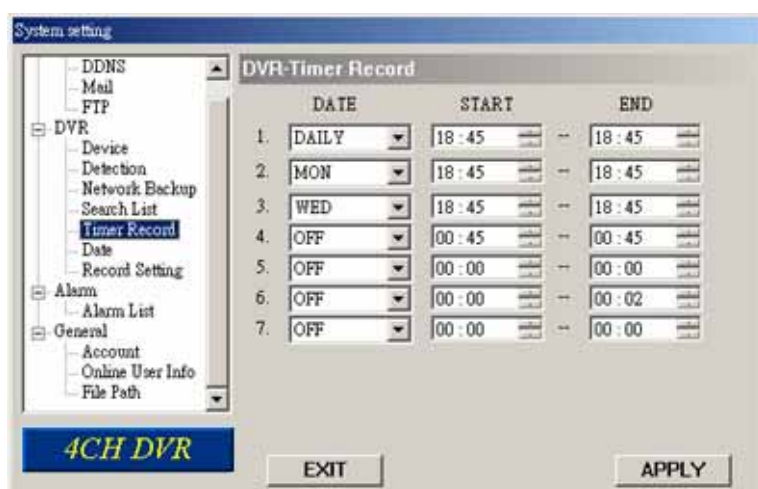 System setting
DDNS
Mail
FTP
DVR
Device
Detection
Network Backup
Search List
Timer Record
Date
Record Setting
Alarm
Alarm List
General
Account
Online User Info
File Path
4CH DVR
DVR-Timer Record
DATE START END
1. DAILY 18 : 45 -- 18 : 45
2. MON 18 : 45 -- 18 : 45
3. WED 18 : 45 -- 18 : 45
4. OFF 00 : 45 -- 00 : 45
5. OFF 00 : 00 -- 00 : 00
6. OFF 00 : 00 -- 00 : 02
7. OFF 00 : 00 -- 00 : 00
EXIT APPLY